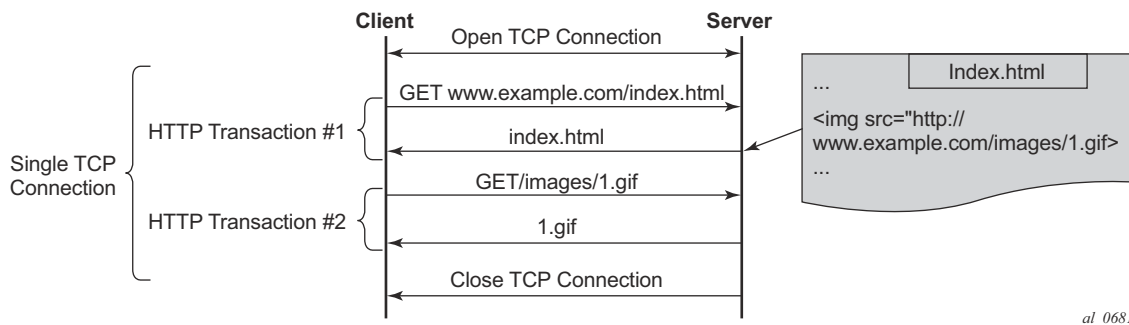 Client
Server
Open TCP Connection
GET www.example.com/index.html
HTTP Transaction #1
index.html
Single TCP
Connection
GET/images/1.gif
HTTP Transaction #2
1.gif
Close TCP Connection
Index.html
...
<img src="http://
www.example.com/images/1.gif>
...
al_0681